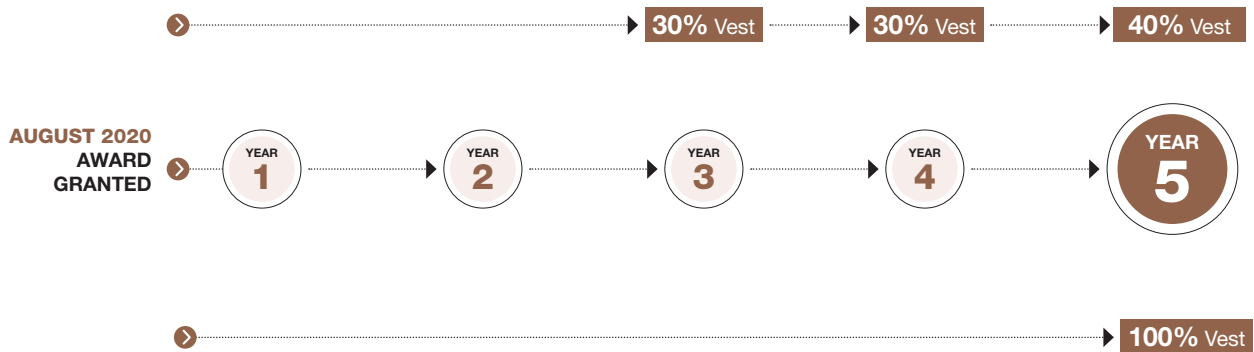 30% Vest
30% Vest
40% Vest
AUGUST 2020
AWARD
GRANTED
YEAR
1
YEAR
2
YEAR
3
YEAR
4
YEAR
5
100% Vest